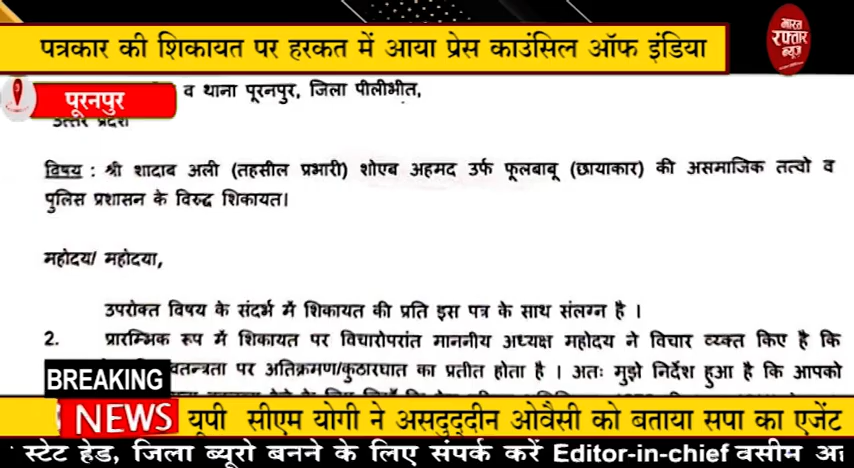 पत्रकार की शिकायत पर हरकत में आया प्रेस काउंसिल ऑफ इंडिया
भारत
रफ्तार
न्यूज
पूरनपुर
व थाना पूरनपुर, जिला पीलीभीत,
उत्तर प्रदेश
विषय : श्री शादाब अली (तहसील प्रभारी) शोएब अहमद उर्फ फूलबाबू (छायाकार) की असमाजिक तत्वो व
पुलिस प्रशासन के विरुद्ध शिकायत।
महोदय/ महोदया,
उपरोक्त विषय के संदर्भ में शिकायत की प्रति इस पत्र के साथ संलग्न है ।
2. प्रारम्भिक रूप में शिकायत पर विचारोपरांत माननीय अध्यक्ष महोदय ने विचार व्यक्त किए है कि
पर अतिक्रमण/कुठारघात का प्रतीत होता है । अतः मुझे निर्देश हुआ है कि आपको
BREAKING
NEWS
यूपी सीएम योगी ने असदुद्दीन ओवैसी को बताया सपा का एजेंट
स्टेट हेड, जिला ब्यूरो बनने के लिए संपर्क करें Editor-in-chief वसीम